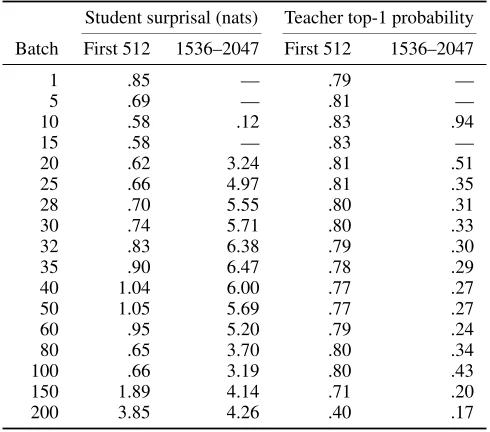 Student surprisal (nats) Teacher top-1 probability
Batch First 512 1536–2047 First 512 1536–2047
1 .85 — .79 —
5 .69 — .81 —
10 .58 .12 .83 .94
15 .58 — .83 —
20 .62 3.24 .81 .51
25 .66 4.97 .81 .35
28 .70 5.55 .80 .31
30 .74 5.71 .80 .33
32 .83 6.38 .79 .30
35 .90 6.47 .78 .29
40 1.04 6.00 .77 .27
50 1.05 5.69 .77 .27
60 .95 5.20 .79 .24
80 .65 3.70 .80 .34
100 .66 3.19 .80 .43
150 1.89 4.14 .71 .20
200 3.85 4.26 .40 .17